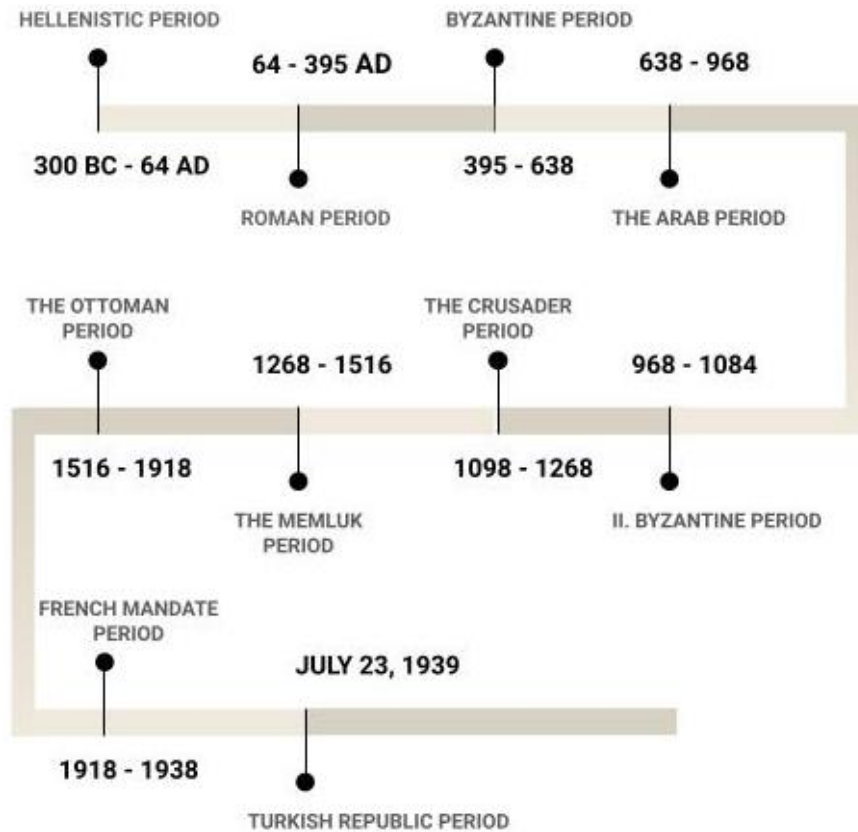 HELLENISTIC PERIOD
300 BC - 64 AD
64 - 395 AD
ROMAN PERIOD
BYZANTINE PERIOD
395 - 638
638 - 968
THE ARAB PERIOD
968 - 1084
II. BYZANTINE PERIOD
THE CRUSADER
PERIOD
1098 - 1268
1268 - 1516
THE MEMLUK
PERIOD
THE OTTOMAN
PERIOD
1516 - 1918
FRENCH MANDATE
PERIOD
1918 - 1938
JULY 23, 1939
TURKISH REPUBLIC PERIOD